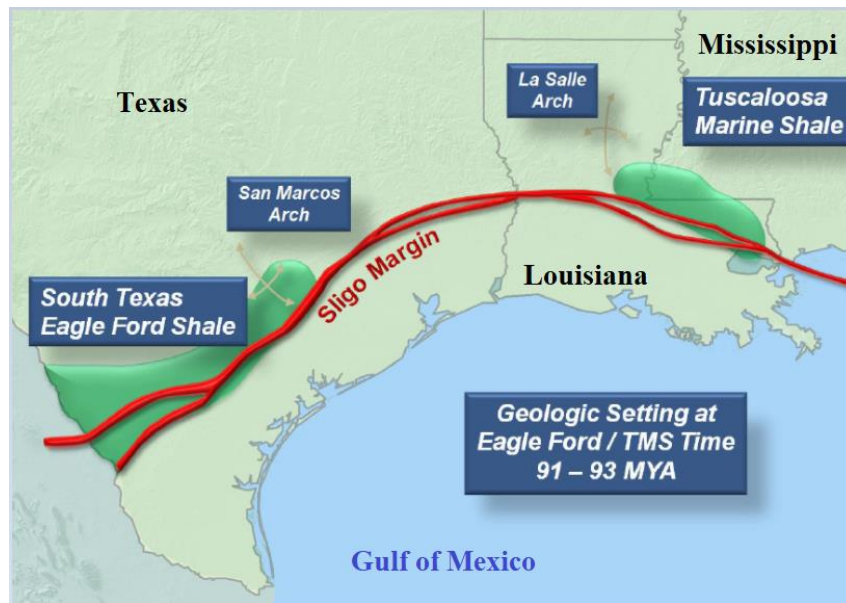 Mississippi
Texas
La Salle
Arch
Tuscaloosa
Marine Shale
San Marcos
Arch
Sligo Margin
Louisiana
South Texas
Eagle Ford Shale
Geologic Setting at
Eagle Ford / TMS Time
91 – 93 MYA
Gulf of Mexico